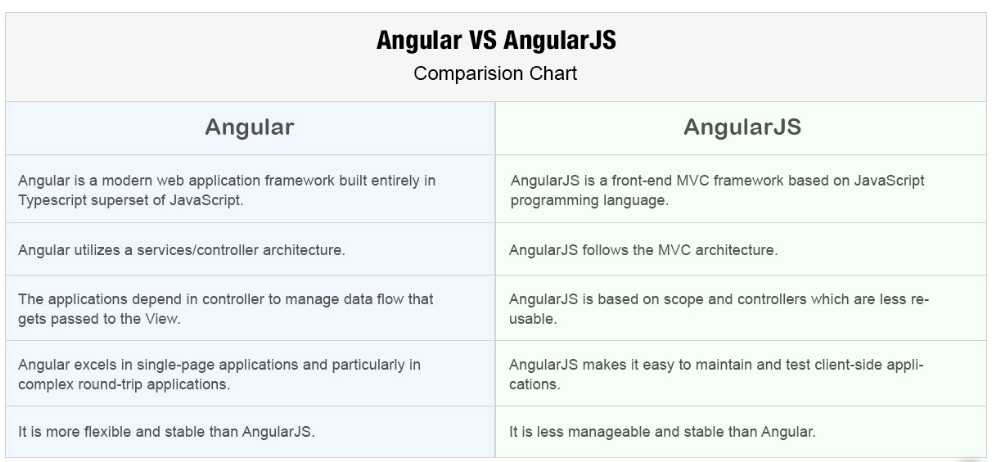 Angular VS AngularJS
Comparision Chart
Angular
AngularJS
Angular is a modern web application framework built entirely in
Typescript superset of JavaScript.
AngularJS is a front-end MVC framework based on JavaScript
programming language.
Angular utilizes a services/controller architecture.
AngularJS follows the MVC architecture.
The applications depend in controller to manage data flow that
gets passed to the View.
AngularJS is based on scope and controllers which are less re-
usable.
Angular excels in single-page applications and particularly in
complex round-trip applications.
AngularJS makes it easy to maintain and test client-side appli-
cations.
It is more flexible and stable than AngularJS.
It is less manageable and stable than Angular.